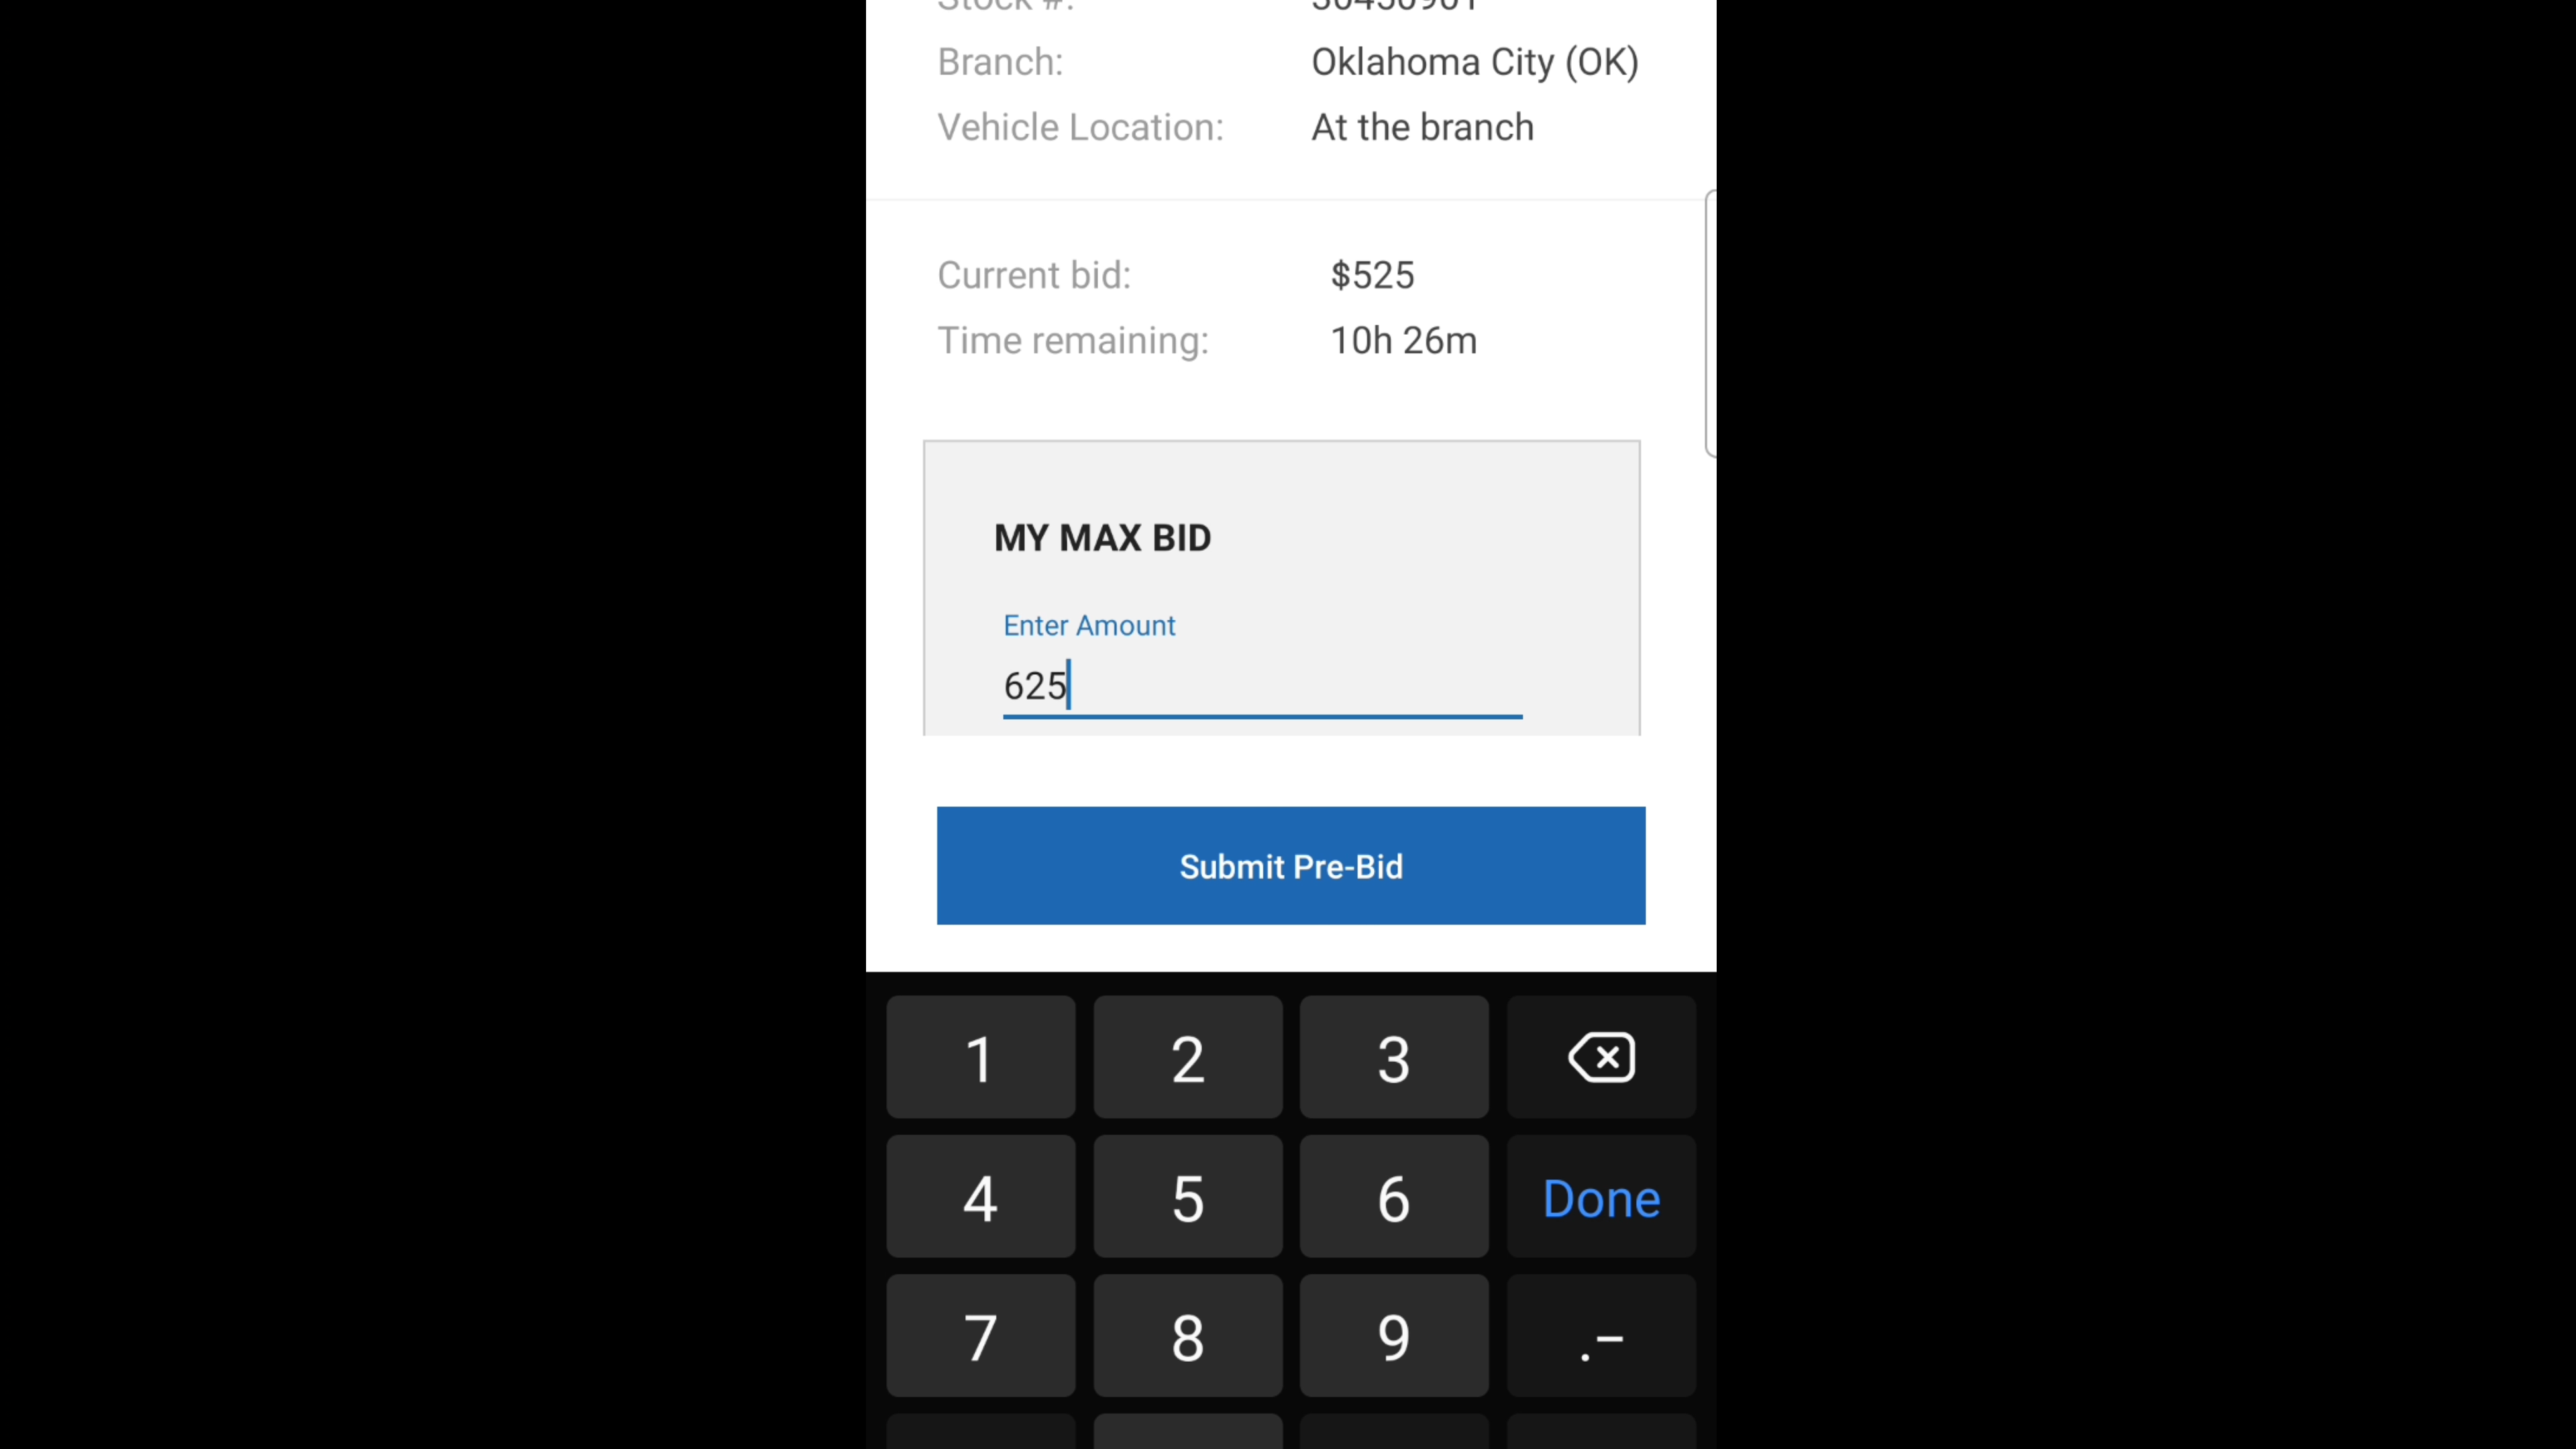 Branch: Oklahoma City (OK)
Vehicle Location: At the branch
Current bid: $525
Time remaining: 10h 26m
MY MAX BID
Enter Amount
625
Submit Pre-Bid
1 2 3
4 5 6 Done
7 8 9 .-